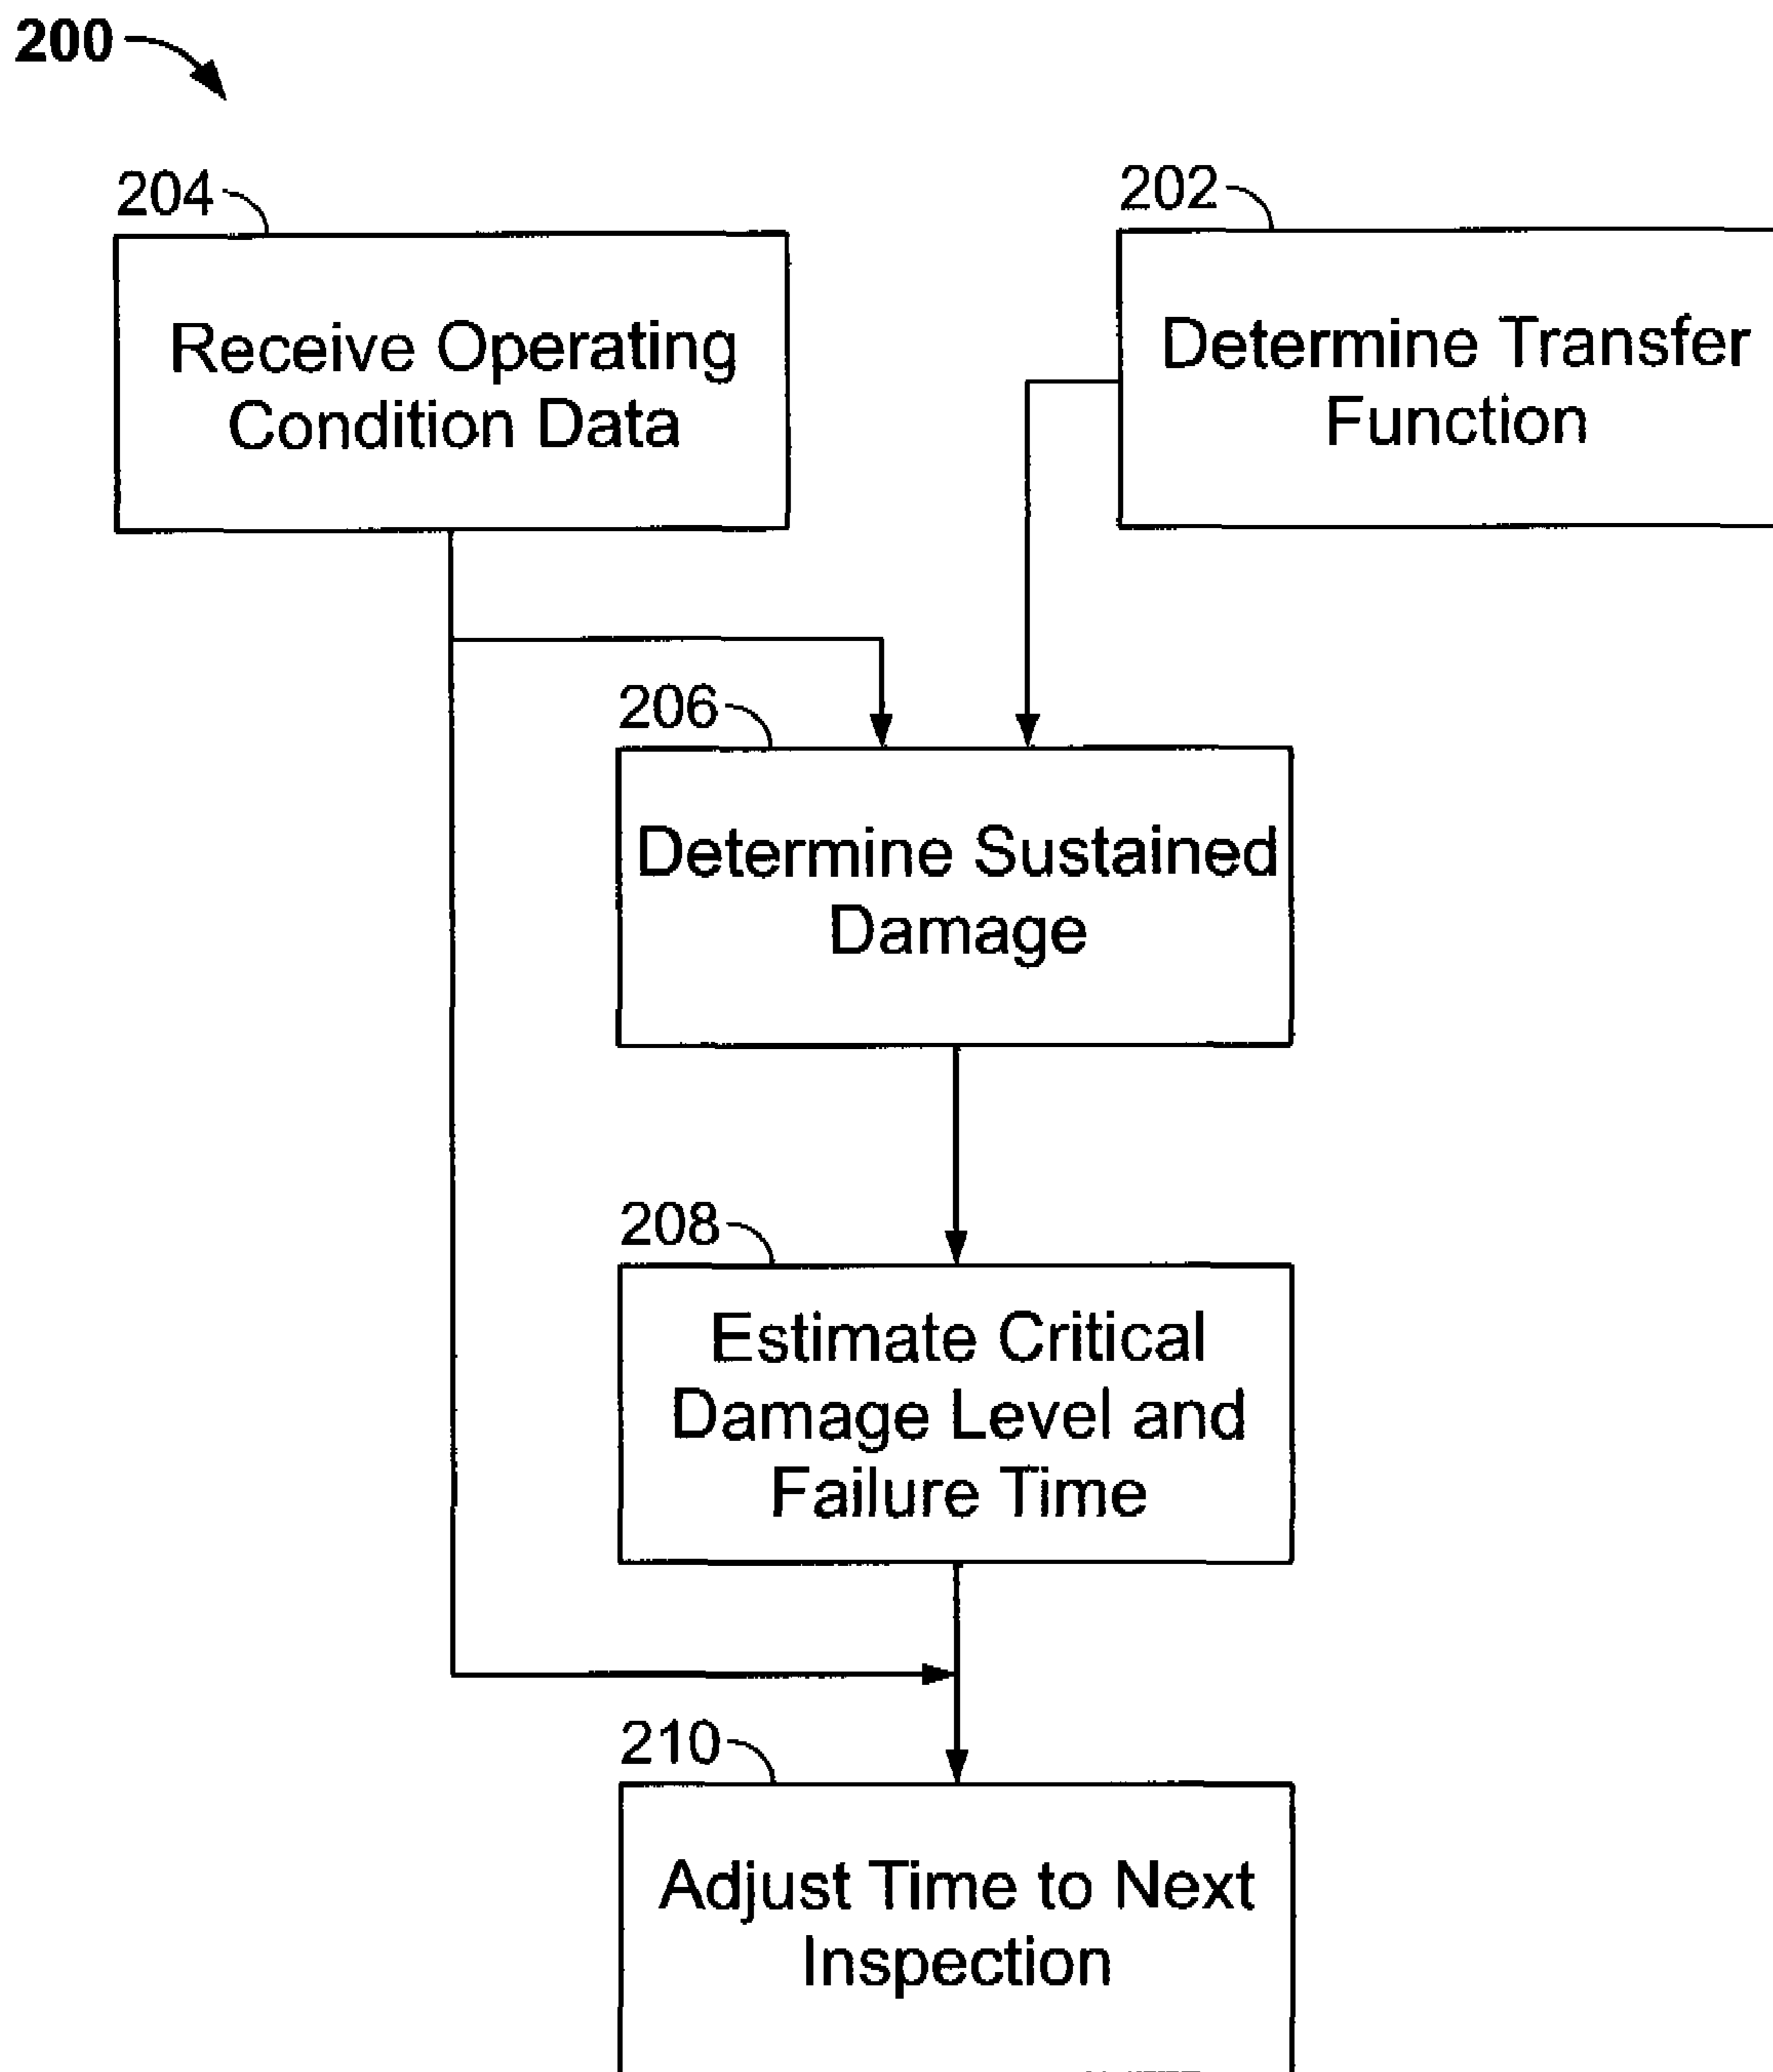 200
204
202
Receive Operating
Condition Data
Determine Transfer
Function
206
Determine Sustained
Damage
208
Estimate Critical
Damage Level and
Failure Time
210
Adjust Time to Next
Inspection